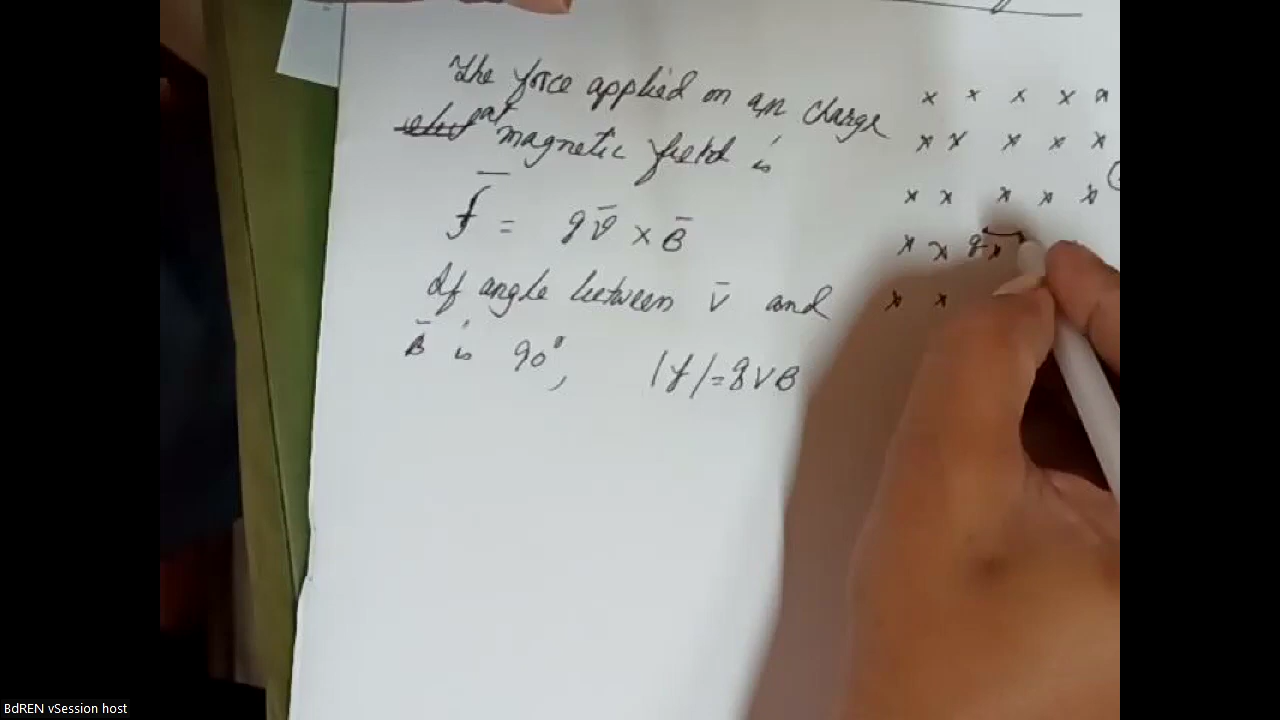 The force applied on an charge
at magnetic field is
f̄ = qv̄ × B̄
If angle between v̄ and
B̄ is 90°, |f| = qVB
x x x x x
x x x x x
x x x x x
x x q x
x x
BdREN vSession host